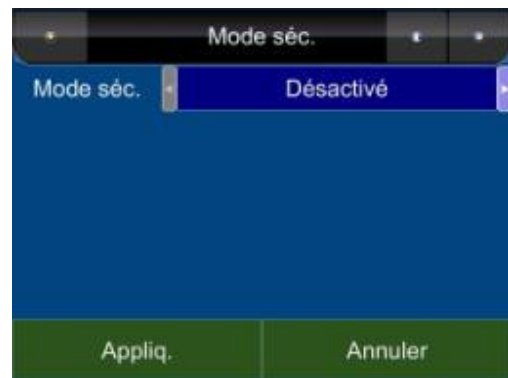 Mode séc.
Mode séc. Désactivé
Appliq. Annuler